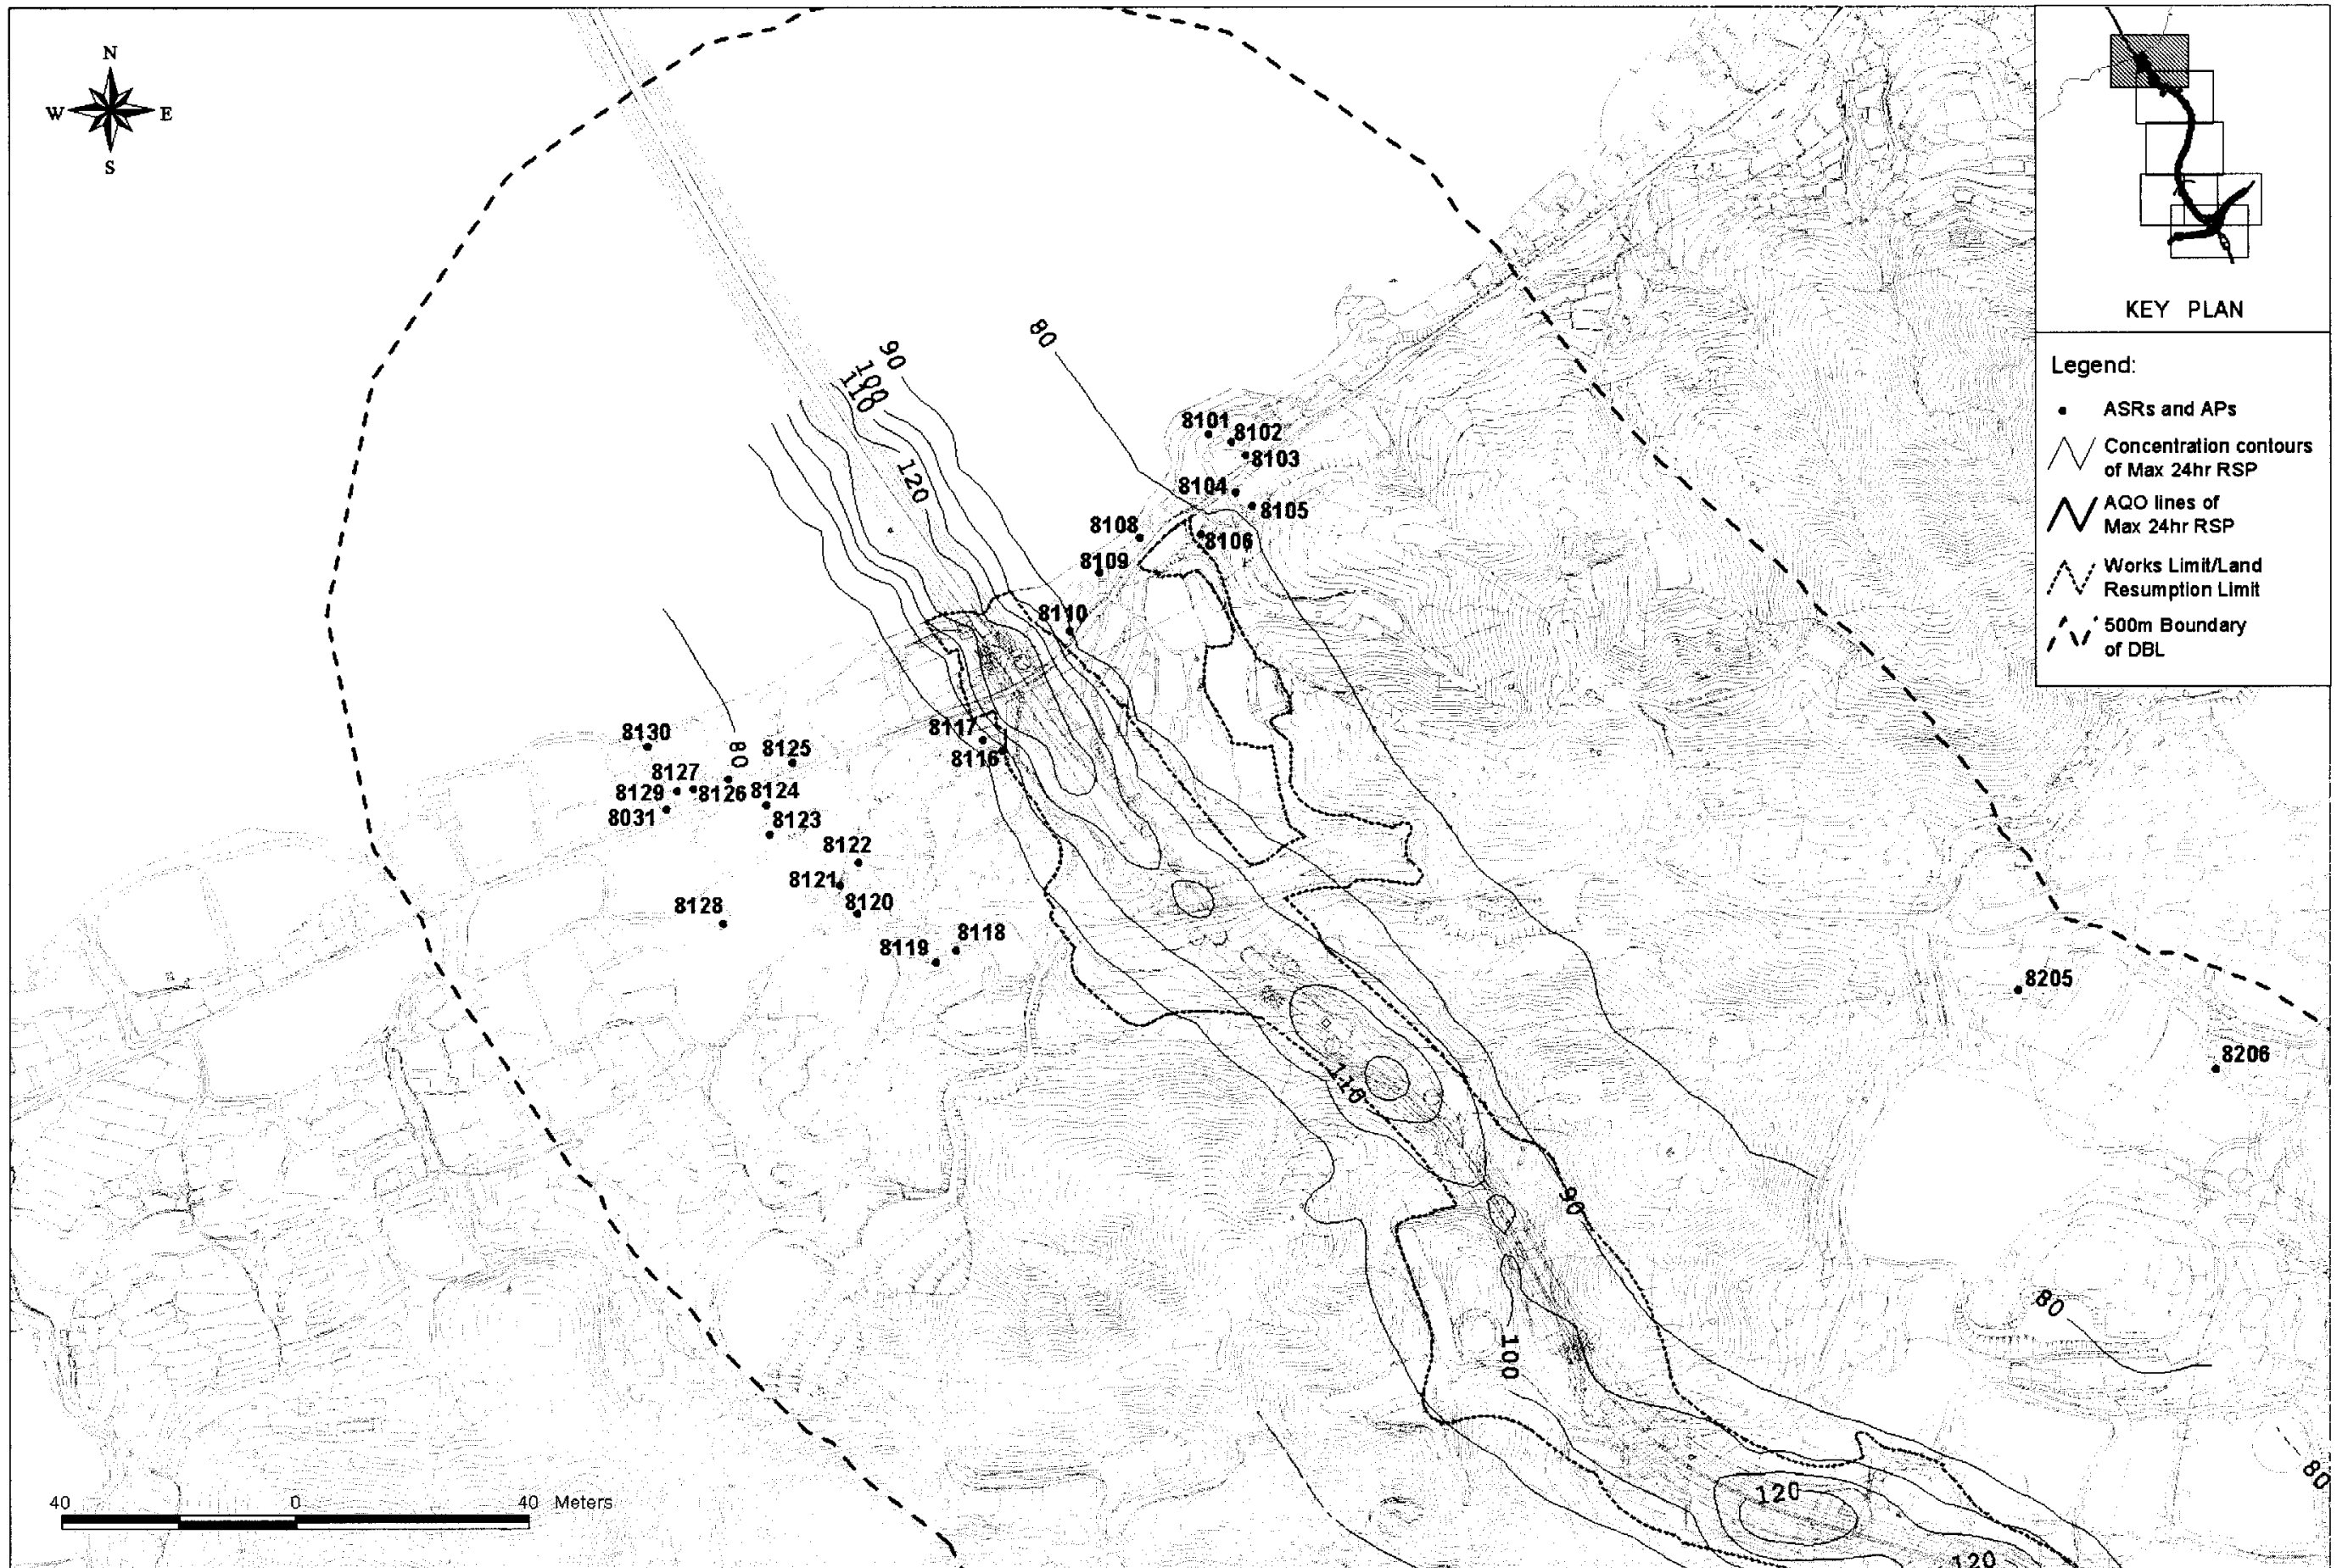 N
W E
S
KEY PLAN
Legend:
ASRs and APs
Concentration contours
of Max 24hr RSP
AQO lines of
Max 24hr RSP
Works Limit/Land
Resumption Limit
500m Boundary
of DBL
80
90
100
110
120
8101
8102
8103
8104
8105
8106
8108
8109
8110
8117
8116
8130
8125
80
8127
8129
8126
8124
8031
8123
8122
8121
8120
8128
8118
8119
8205
8206
110
90
80
100
80
120
120
40 0 40 Meters